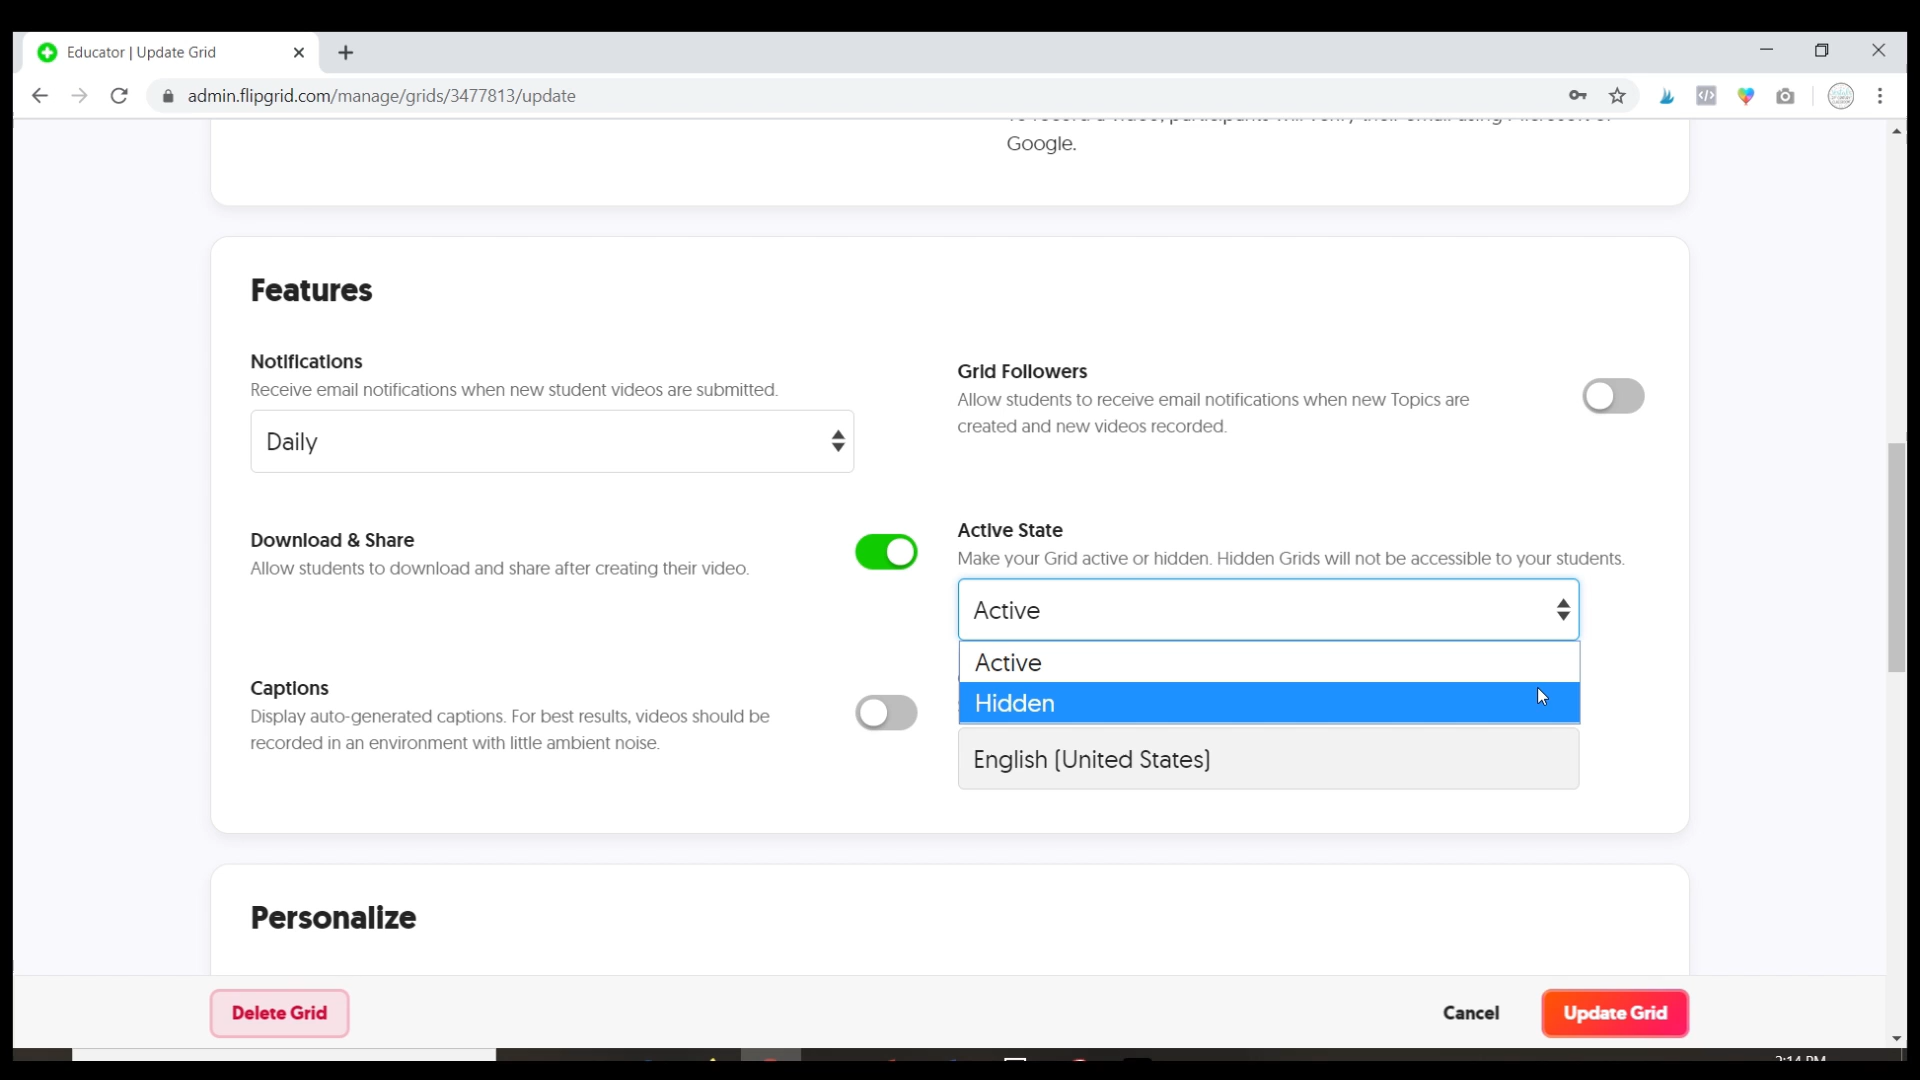 Educator | Update Grid
admin.flipgrid.com/manage/grids/3477813/update
Google.
Features
Notifications
Receive email notifications when new student videos are submitted.
Daily
Grid Followers
Allow students to receive email notifications when new Topics are
created and new videos recorded.
Download & Share
Allow students to download and share after creating their video.
Active State
Make your Grid active or hidden. Hidden Grids will not be accessible to your students.
Active
Active
Hidden
Captions
Display auto-generated captions. For best results, videos should be
recorded in an environment with little ambient noise.
English (United States)
Personalize
Delete Grid
Cancel
Update Grid